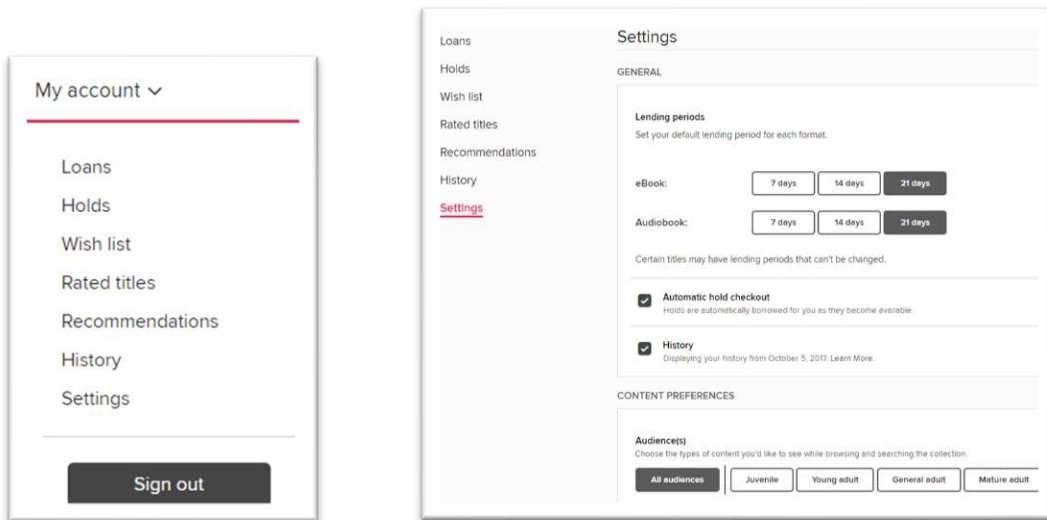 My account
Loans
Holds
Wish list
Rated titles
Recommendations
History
Settings
Sign out
Loans
Holds
Wish list
Rated titles
Recommendations
History
Settings
Settings
GENERAL
Lending periods
Set your default lending period for each format.
eBook: 7 days 14 days 21 days
Audiobook: 7 days 14 days 21 days
Certain titles may have lending periods that can't be changed.
Automatic hold checkout
Holds are automatically borrowed for you as they become available.
History
Displaying your history from October 5, 2017. Learn More.
CONTENT PREFERENCES
Audience(s)
Choose the types of content you'd like to see while browsing and searching the collection.
All audiences Juvenile Young adult General adult Mature adult